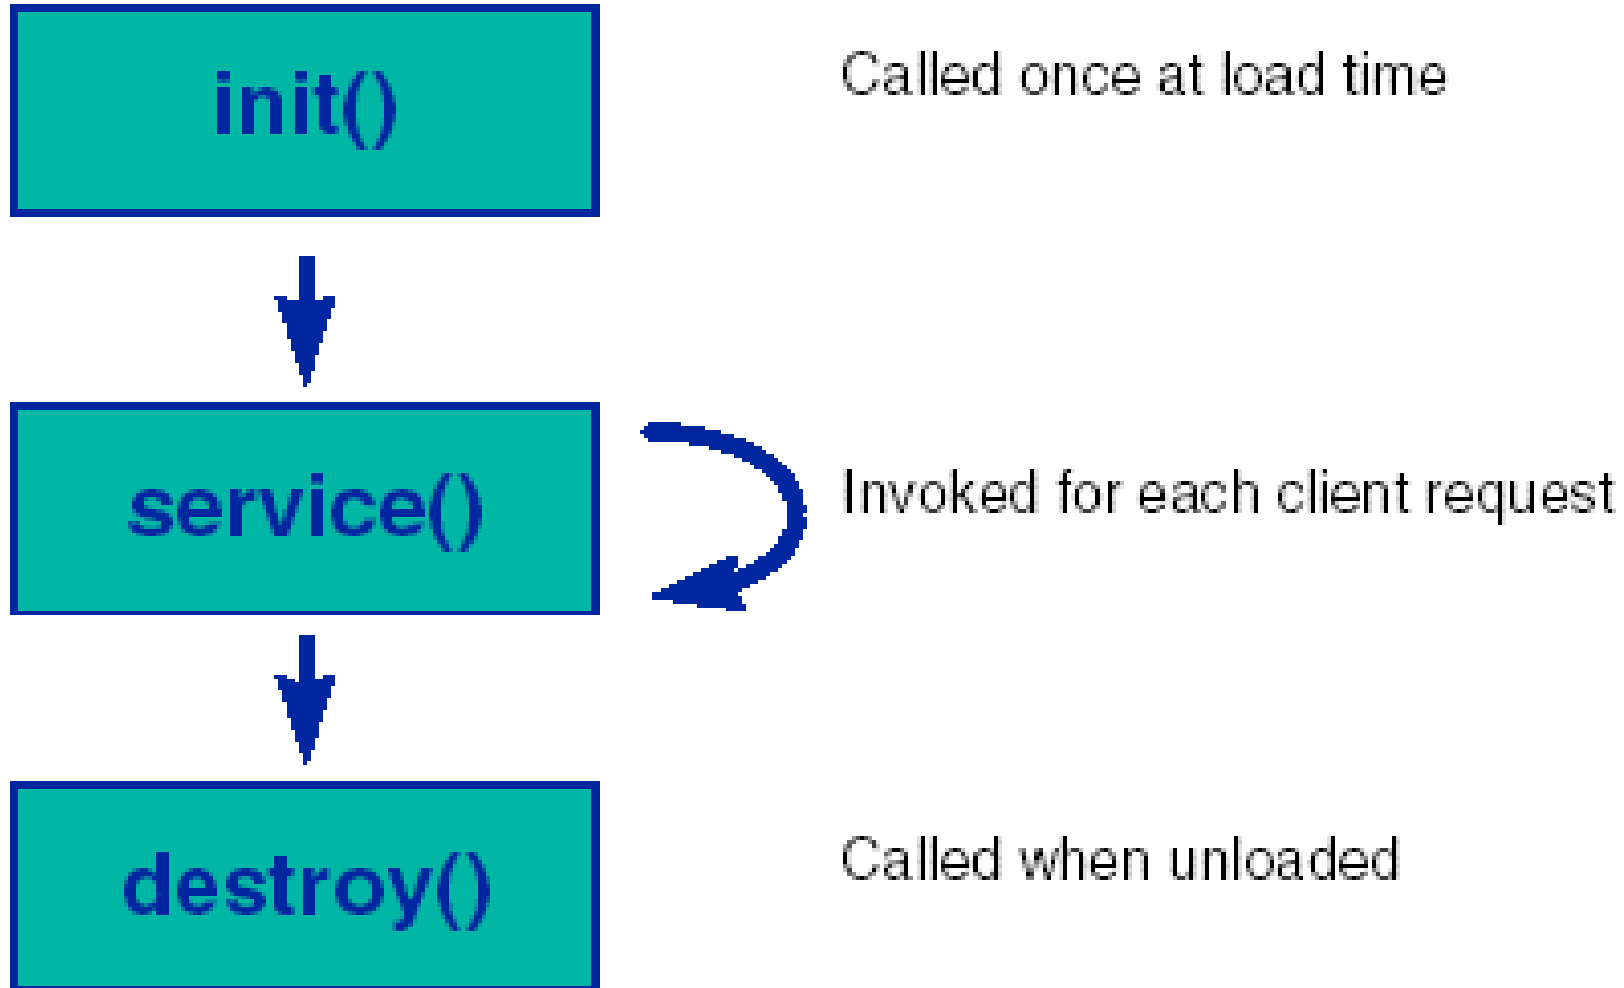 init()
Called once at load time
service()
Invoked for each client request
destroy()
Called when unloaded